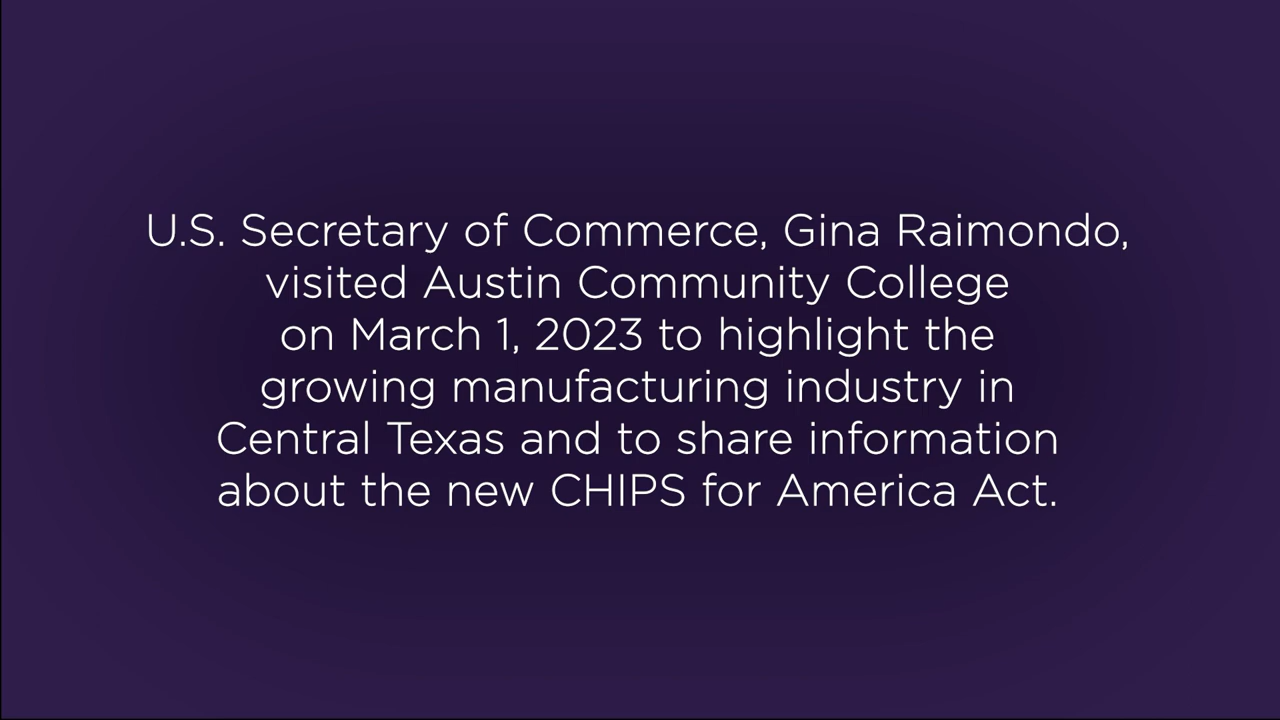 U.S. Secretary of Commerce, Gina Raimondo,
visited Austin Community College
on March 1, 2023 to highlight the
growing manufacturing industry in
Central Texas and to share information
about the new CHIPS for America Act.